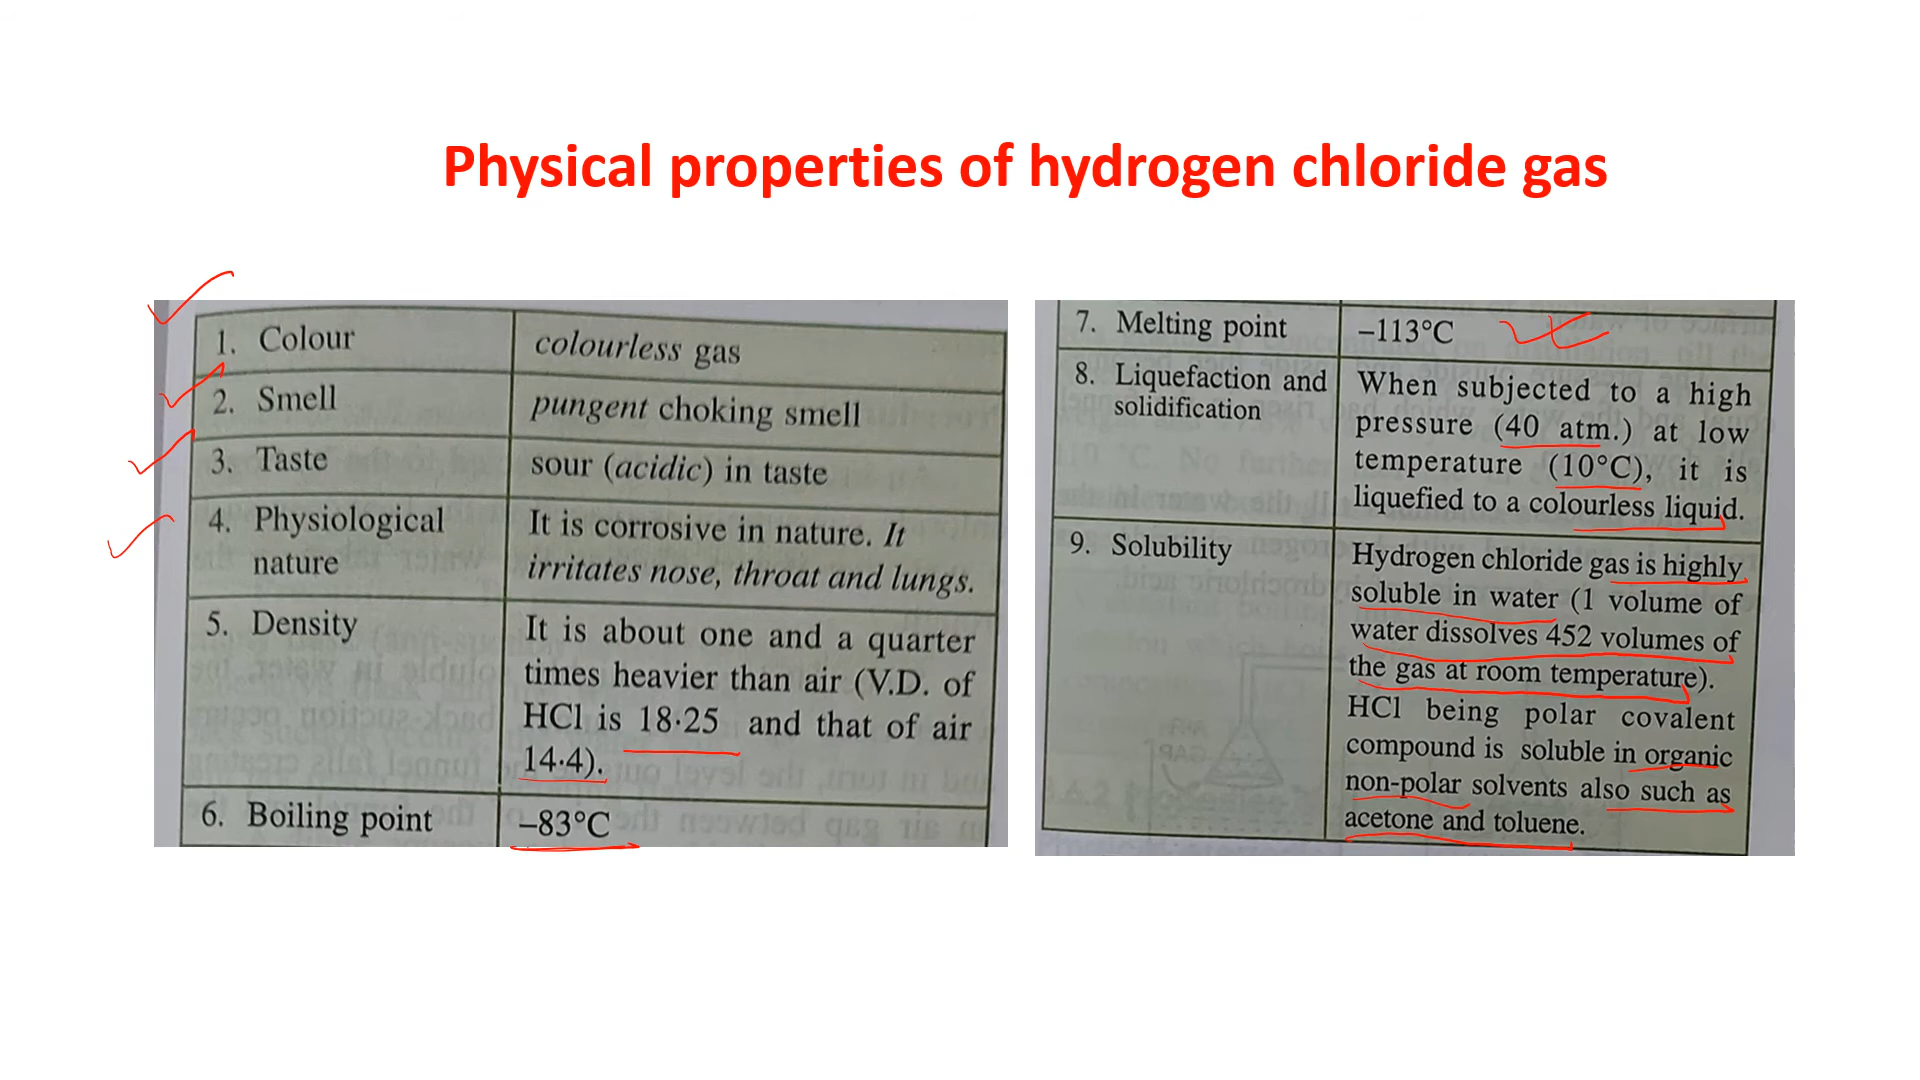 Physical properties of hydrogen chloride gas
1. Colour
colourless gas
2. Smell
pungent choking smell
3. Taste
sour (acidic) in taste
4. Physiological
nature
It is corrosive in nature. It
irritates nose, throat and lungs.
5. Density
It is about one and a quarter
times heavier than air (V.D. of
HCl is 18·25 and that of air
14·4).
6. Boiling point
–83°C
7. Melting point
–113°C
8. Liquefaction and
solidification
When subjected to a high
pressure (40 atm.) at low
temperature (10°C), it is
liquefied to a colourless liquid.
9. Solubility
Hydrogen chloride gas is highly
soluble in water (1 volume of
water dissolves 452 volumes of
the gas at room temperature).
HCl being polar covalent
compound is soluble in organic
non-polar solvents also such as
acetone and toluene.